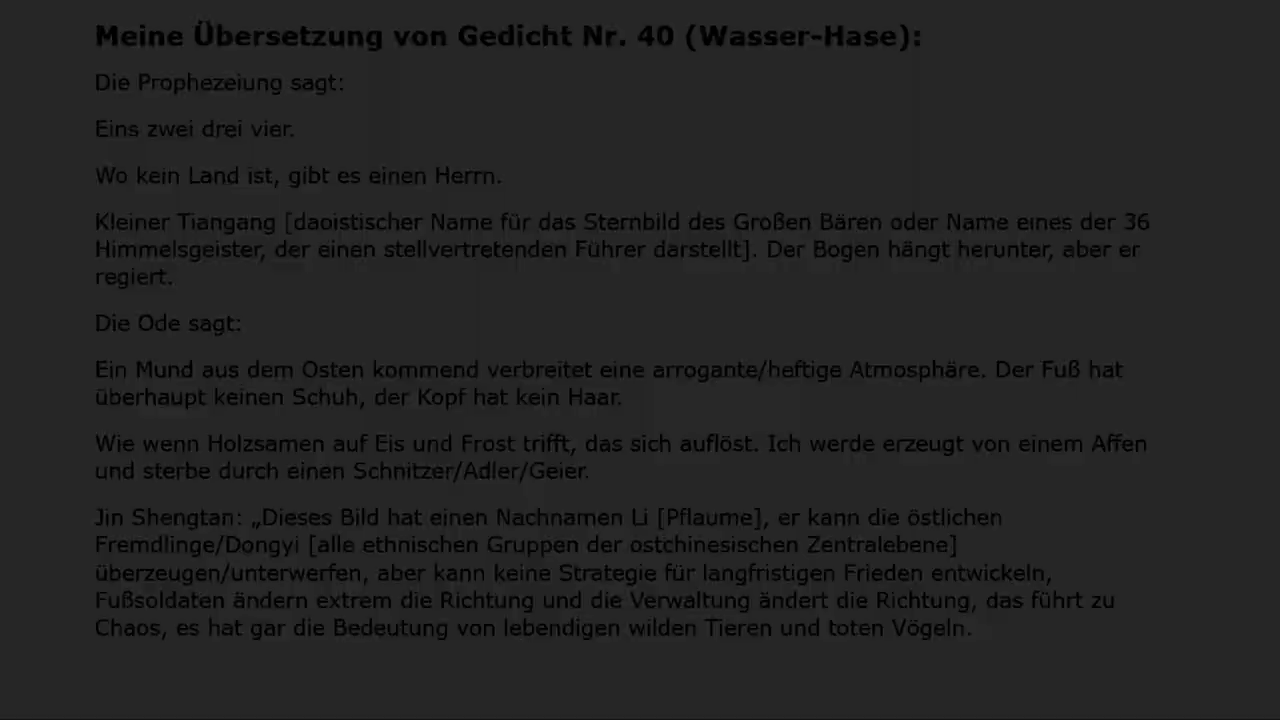 Meine Übersetzung von Gedicht Nr. 40 (Wasser-Hase):
Die Prophezeiung sagt:
Eins zwei drei vier.
Wo kein Land ist, gibt es einen Herrn.
Kleiner Tiangang [daoistischer Name für das Sternbild des Großen Bären oder Name eines der 36
Himmelsgeister, der einen stellvertretenden Führer darstellt]. Der Bogen hängt herunter, aber er
regiert.
Die Ode sagt:
Ein Mund aus dem Osten kommend verbreitet eine arrogante/heftige Atmosphäre. Der Fuß hat
überhaupt keinen Schuh, der Kopf hat kein Haar.
Wie wenn Holzsamen auf Eis und Frost trifft, das sich auflöst. Ich werde erzeugt von einem Affen
und sterbe durch einen Schnitzer/Adler/Geier.
Jin Shengtan: „Dieses Bild hat einen Nachnamen Li [Pflaume], er kann die östlichen
Fremdlinge/Dongyi [alle ethnischen Gruppen der ostchinesischen Zentralebene]
überzeugen/unterwerfen, aber kann keine Strategie für langfristigen Frieden entwickeln,
Fußsoldaten ändern extrem die Richtung und die Verwaltung ändert die Richtung, das führt zu
Chaos, es hat gar die Bedeutung von lebendigen wilden Tieren und toten Vögeln.